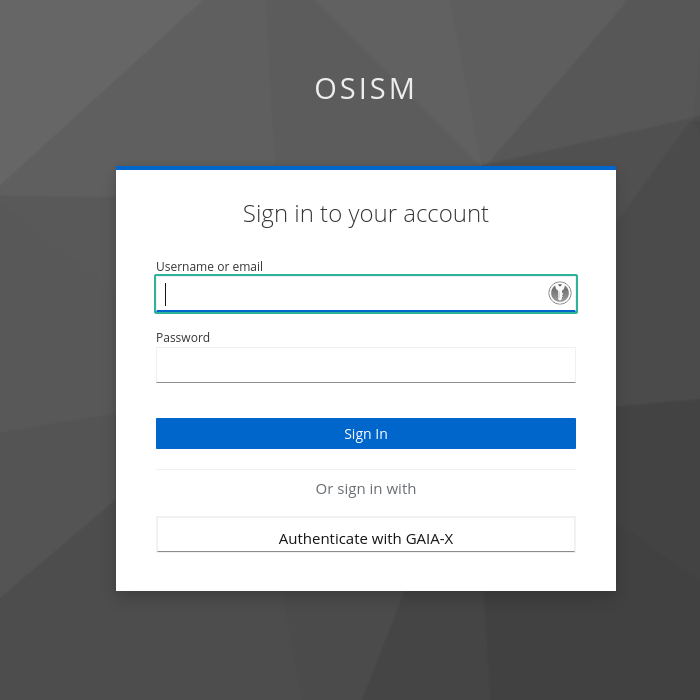 OSISM
Sign in to your account
Username or email
Password
Sign In
Or sign in with
Authenticate with GAIA-X